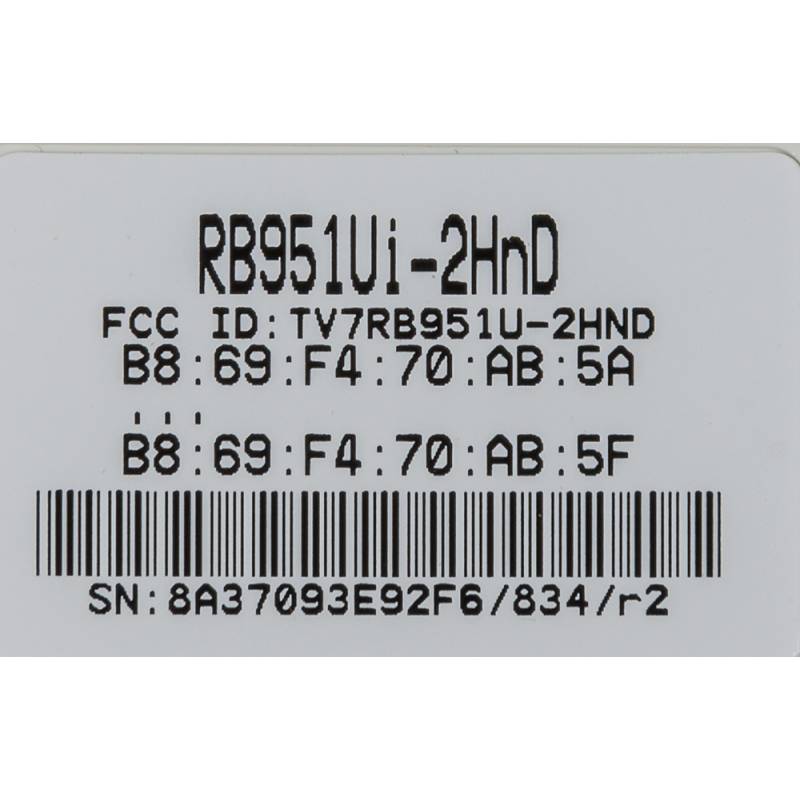 RB951Ui-2HnD
FCC ID:TV7RB951U-2HND
B8:69:F4:70:AB:5A
...
B8:69:F4:70:AB:5F
SN:8A37093E92F6/834/r2